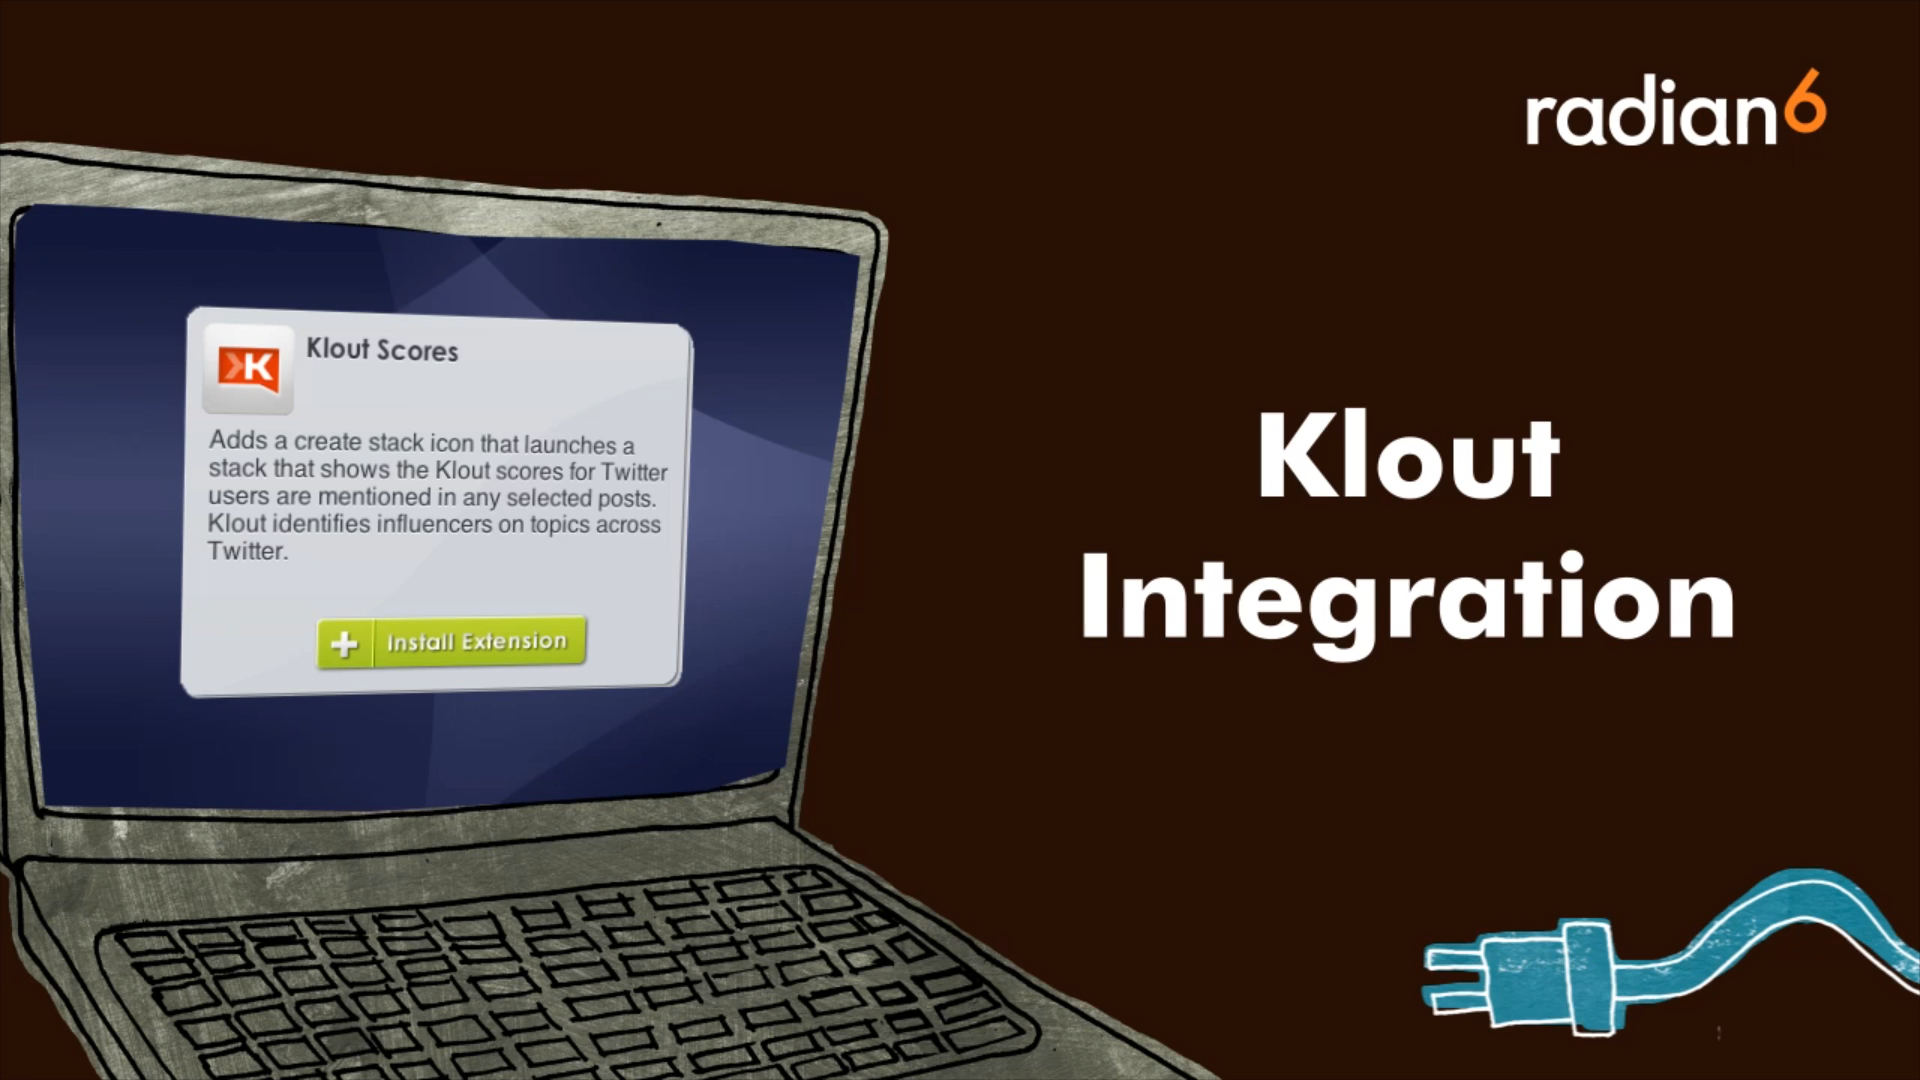 radian6
Klout Scores
Adds a create stack icon that launches a
stack that shows the Klout scores for Twitter
users are mentioned in any selected posts.
Klout identifies influencers on topics across
Twitter.
Install Extension
Klout
Integration